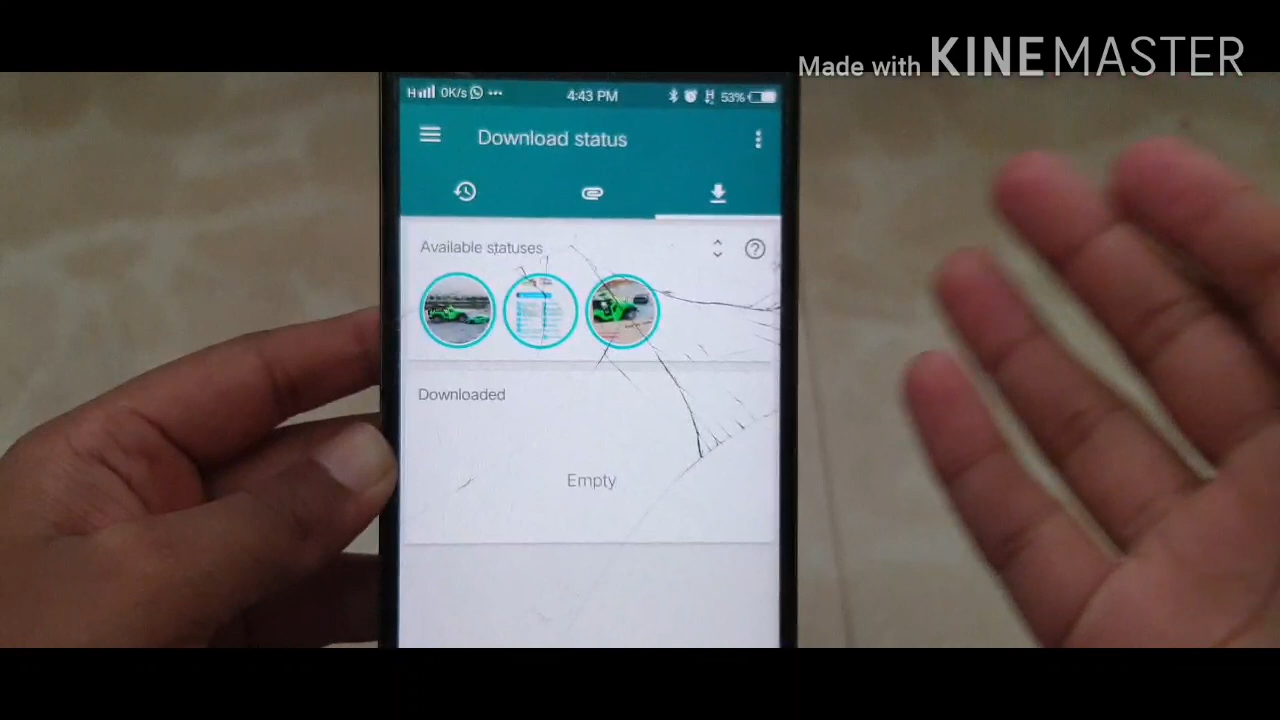 Made with KINEMASTER
H 0K/s 4:43 PM H 53%
Download status
Available statuses
Downloaded
Empty